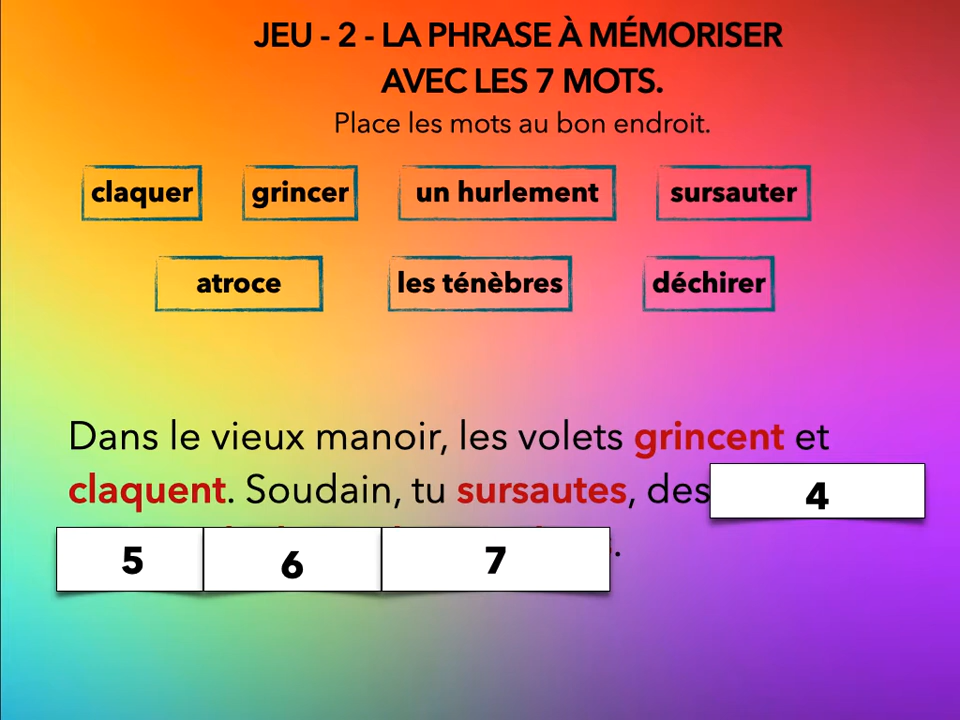 JEU - 2 - LA PHRASE À MÉMORISER
AVEC LES 7 MOTS.
Place les mots au bon endroit.
claquer grincer un hurlement sursauter
atroce les ténèbres déchirer
Dans le vieux manoir, les volets grincent et
claquent. Soudain, tu sursautes, des 4
5 6 7 .